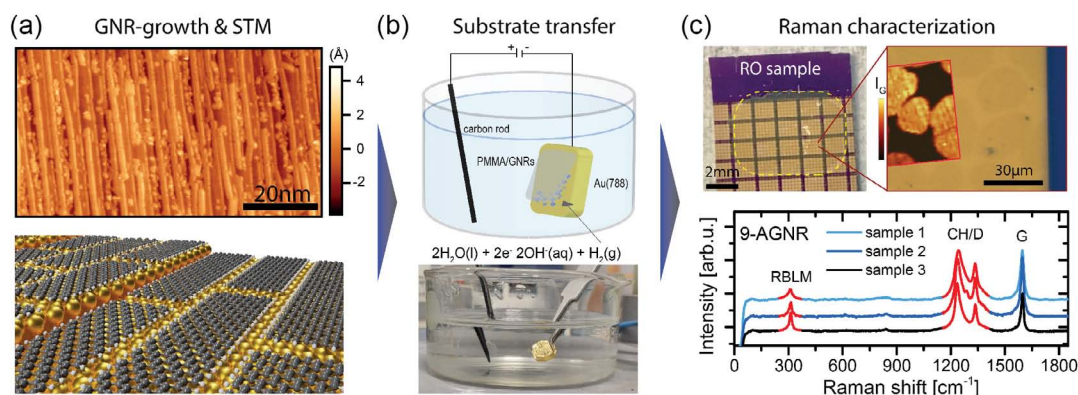 (a) GNR-growth & STM
(Å)
4
2
0
-2
20nm
(b) Substrate transfer
+ -
carbon rod
PMMA/GNRs
Au(788)
2H₂O(l) + 2e⁻ 2OH⁻(aq) + H₂(g)
(c) Raman characterization
RO sample
2mm
I_G
30µm
9-AGNR
sample 1
sample 2
sample 3
RBLM
CH/D
G
Intensity [arb.u.]
0 300 600 900 1200 1500 1800
Raman shift [cm⁻¹]